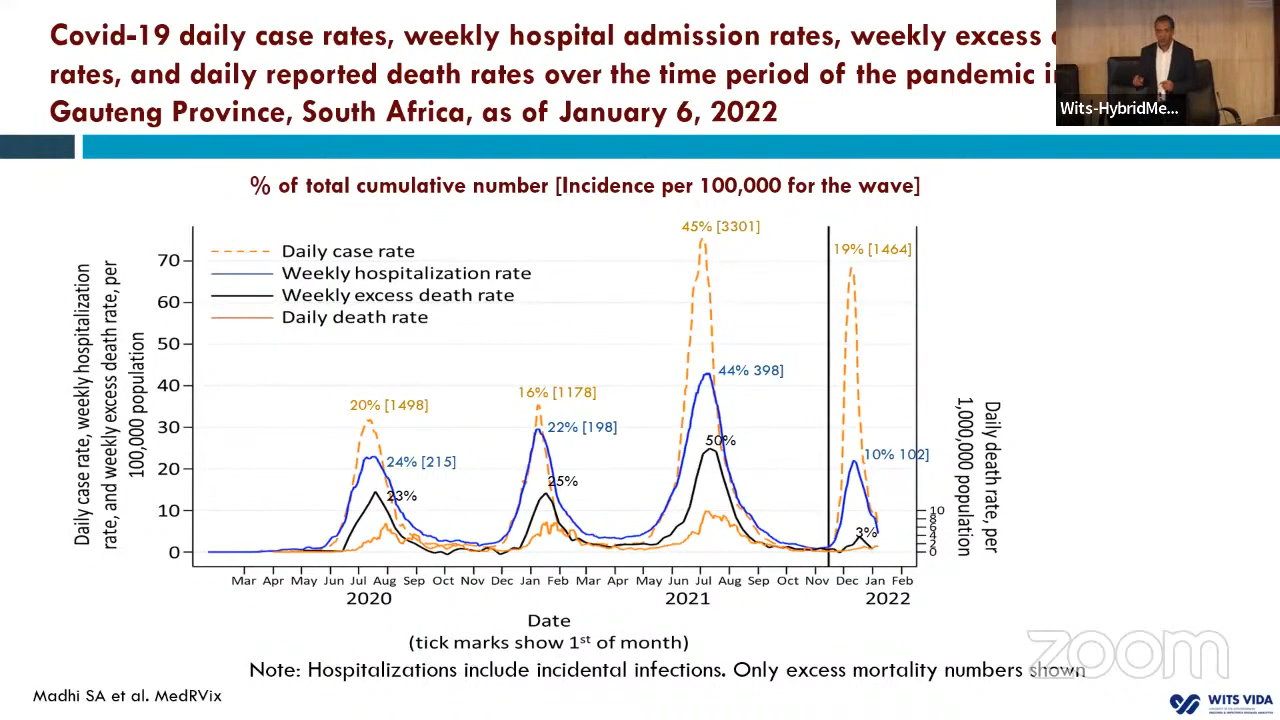 Covid-19 daily case rates, weekly hospital admission rates, weekly excess
rates, and daily reported death rates over the time period of the pandemic
Gauteng Province, South Africa, as of January 6, 2022
Wits-HybridMe...
% of total cumulative number [Incidence per 100,000 for the wave]
Daily case rate
Weekly hospitalization rate
Weekly excess death rate
Daily death rate
Daily case rate, weekly hospitalization
rate, and weekly excess death rate, per
100,000 population
70
60
50
40
30
20
10
0
20% [1498]
24% [215]
23%
16% [1178]
22% [198]
25%
45% [3301]
44% 398]
50%
19% [1464]
10% 102]
3%
10
8
6
4
2
0
Daily death rate, per
1,000,000 population
Mar Apr May Jun Jul Aug Sep Oct Nov Dec Jan Feb Mar Apr May Jun Jul Aug Sep Oct Nov Dec Jan Feb
2020 2021 2022
Date
(tick marks show 1st of month)
Note: Hospitalizations include incidental infections. Only excess mortality numbers shown
zoom
Madhi SA et al. MedRVix
WITS VIDA